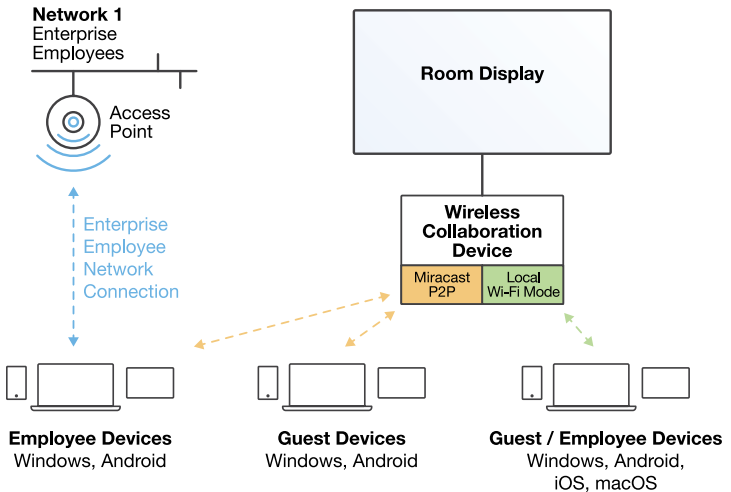 Network 1
Enterprise
Employees
Access
Point
Room Display
Wireless
Collaboration
Device
Miracast
P2P
Local
Wi-Fi Mode
Enterprise
Employee
Network
Connection
Employee Devices
Windows, Android
Guest Devices
Windows, Android
Guest / Employee Devices
Windows, Android,
iOS, macOS